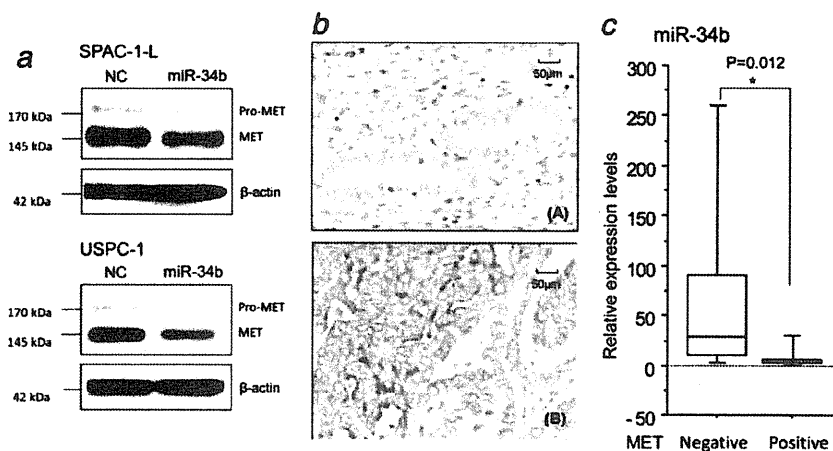 a
SPAC-1-L
NC miR-34b
170 kDa
Pro-MET
145 kDa
MET
42 kDa
β-actin
USPC-1
NC miR-34b
170 kDa
Pro-MET
145 kDa
MET
42 kDa
β-actin
b
50μm
(A)
50μm
(B)
c
miR-34b
P=0.012
*
Relative expression levels
300
250
200
150
100
50
0
-50
MET Negative Positive